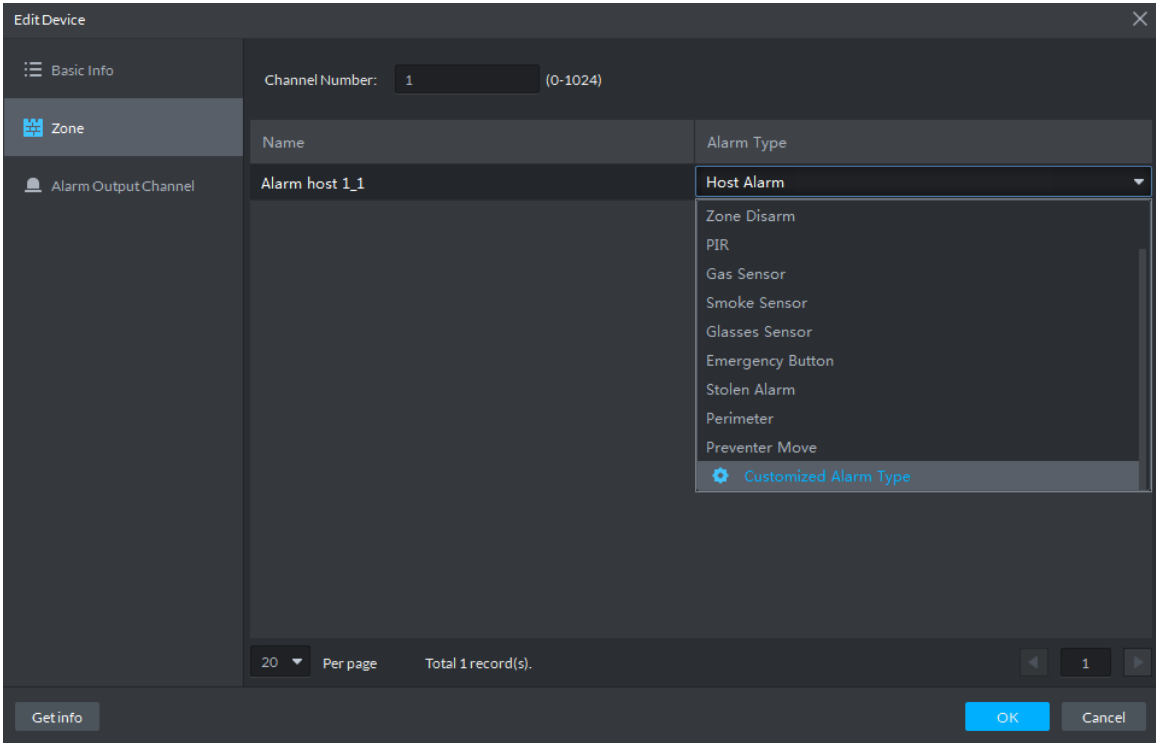 Edit Device
Basic Info
Zone
Alarm Output Channel
Channel Number: 1 (0-1024)
Name Alarm Type
Alarm host 1_1 Host Alarm
Zone Disarm
PIR
Gas Sensor
Smoke Sensor
Glasses Sensor
Emergency Button
Stolen Alarm
Perimeter
Preventer Move
Customized Alarm Type
20 Per page Total 1 record(s). 1
Get info OK Cancel